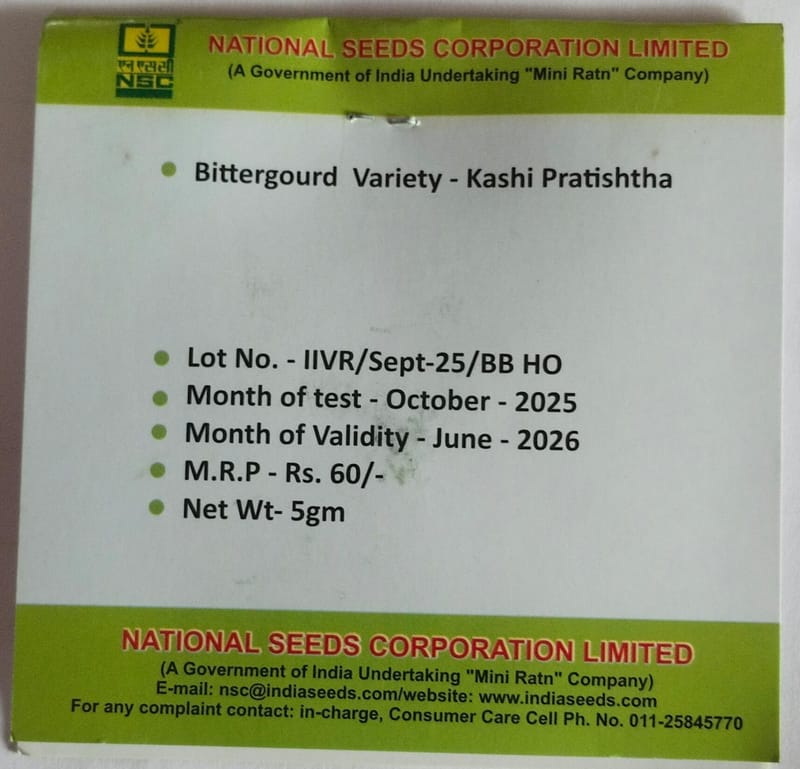 एन एस सी
NSC
NATIONAL SEEDS CORPORATION LIMITED
(A Government of India Undertaking "Mini Ratn" Company)
Bittergourd Variety - Kashi Pratishtha
Lot No. - IIVR/Sept-25/BB HO
Month of test - October - 2025
Month of Validity - June - 2026
M.R.P - Rs. 60/-
Net Wt- 5gm
NATIONAL SEEDS CORPORATION LIMITED
(A Government of India Undertaking "Mini Ratn" Company)
E-mail: nsc@indiaseeds.com/website: www.indiaseeds.com
For any complaint contact: in-charge, Consumer Care Cell Ph. No. 011-25845770